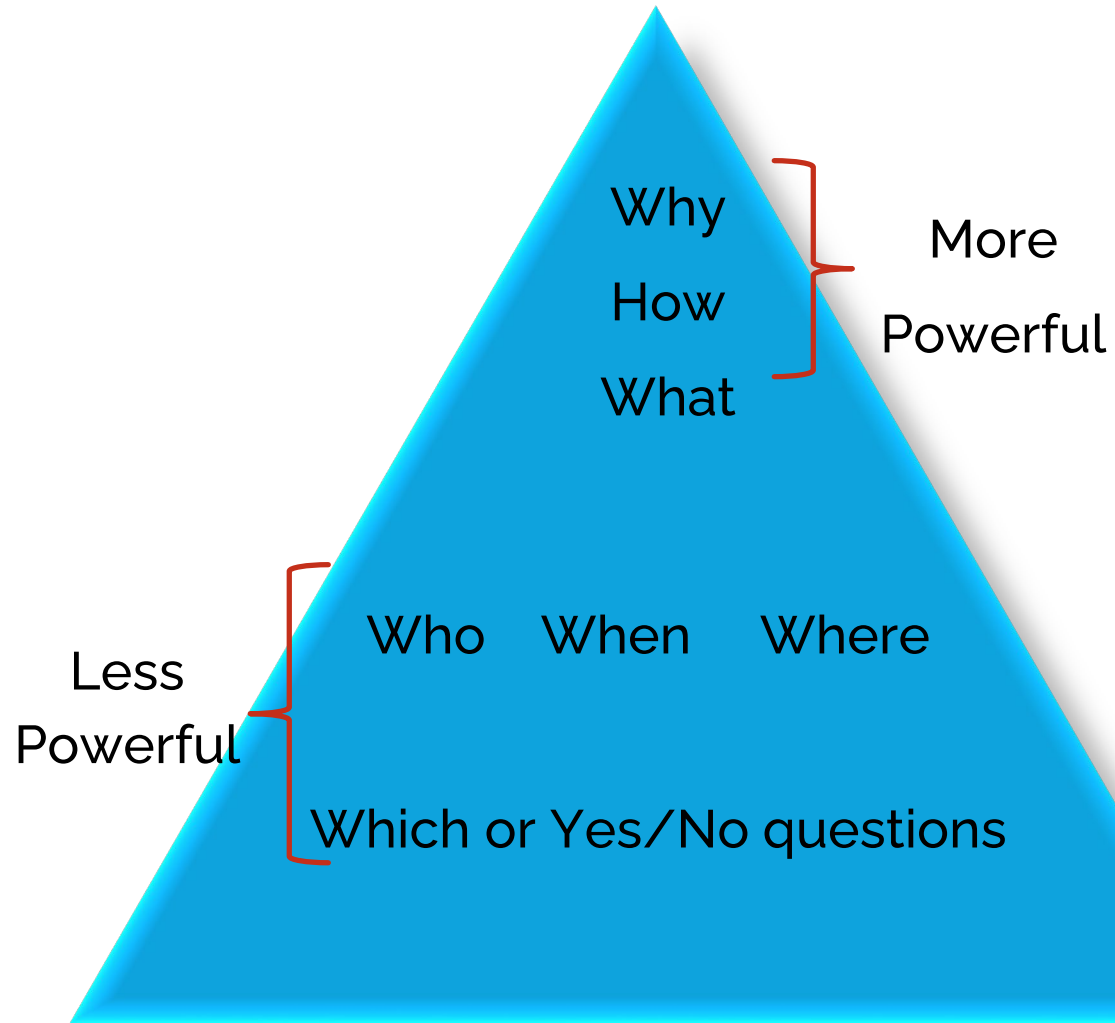 Why
How
What
More
Powerful
Who When Where
Less
Powerful
Which or Yes/No questions